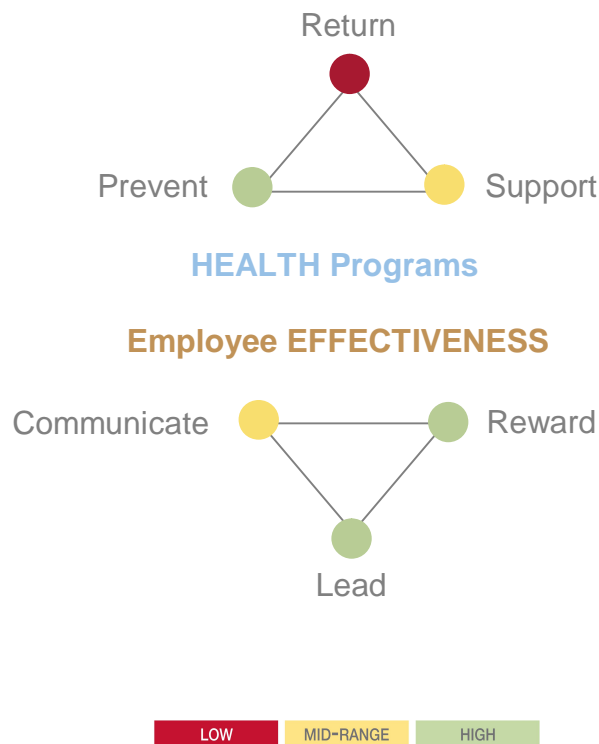 Return
Prevent
Support
HEALTH Programs
Employee EFFECTIVENESS
Communicate
Reward
Lead
LOW
MID-RANGE
HIGH